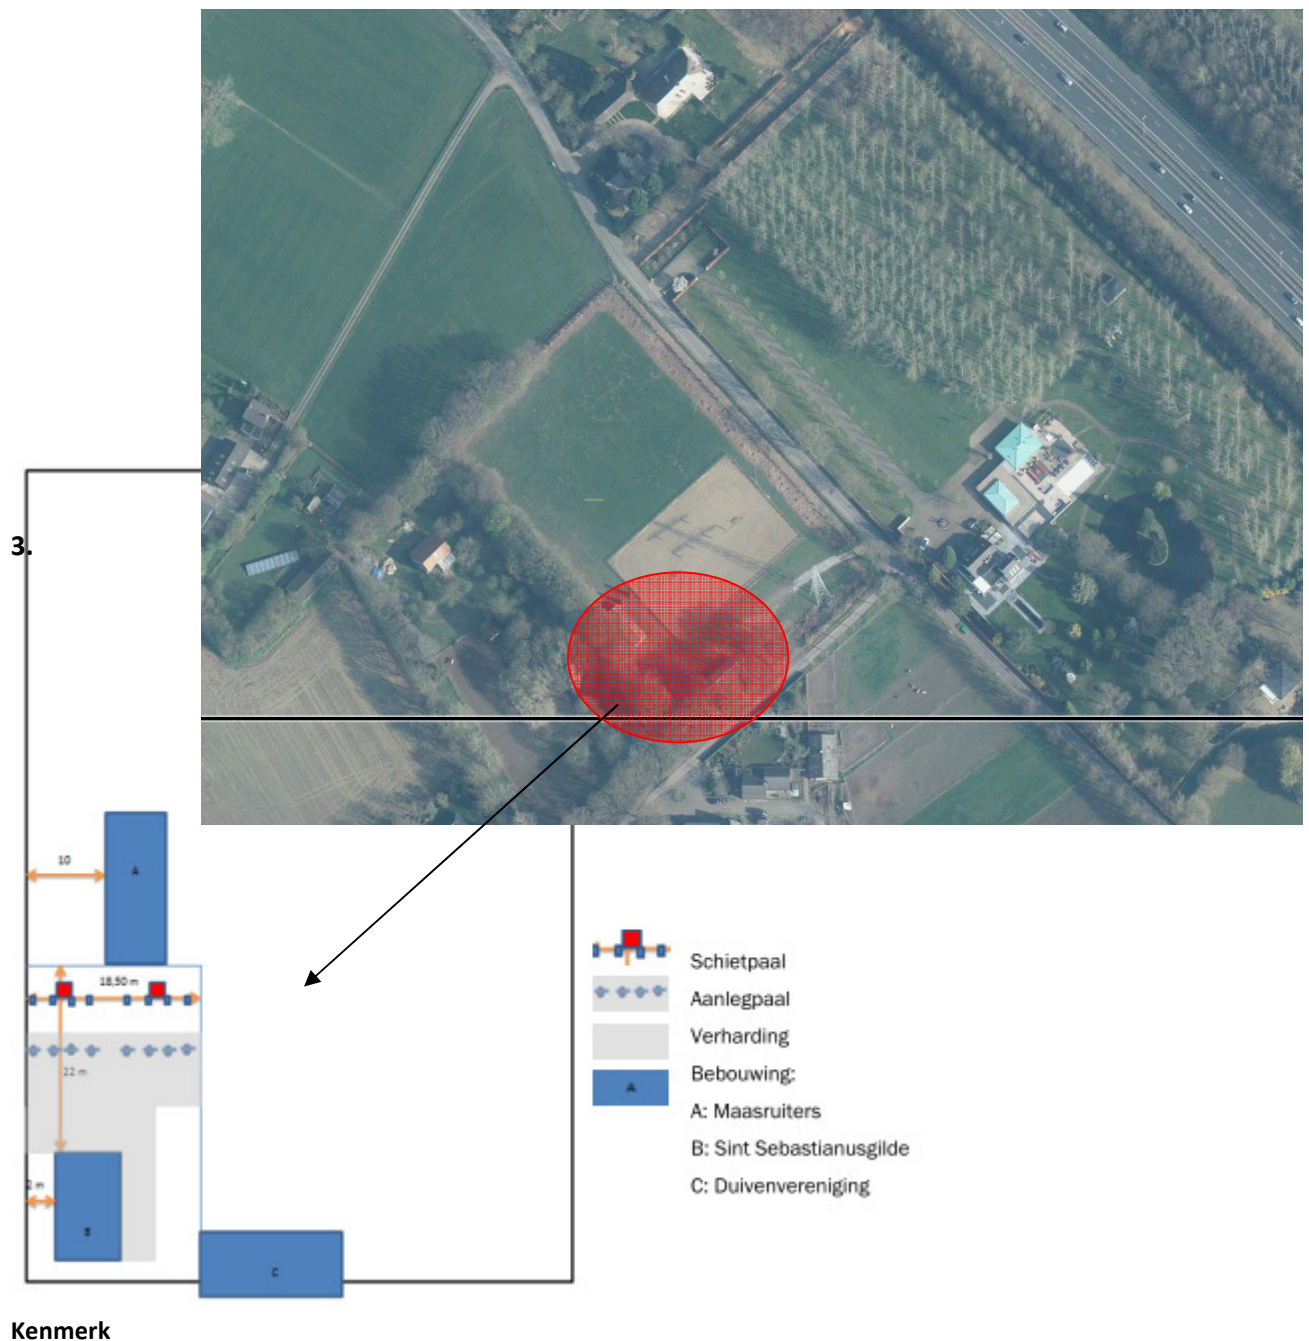 3.
10
A
18,50 m
22 m
2 m
B
C
Schietpaal
Aanlegpaal
Verharding
A
Bebouwing:
A: Maasruiters
B: Sint Sebastianusgilde
C: Duivenvereniging
Kenmerk